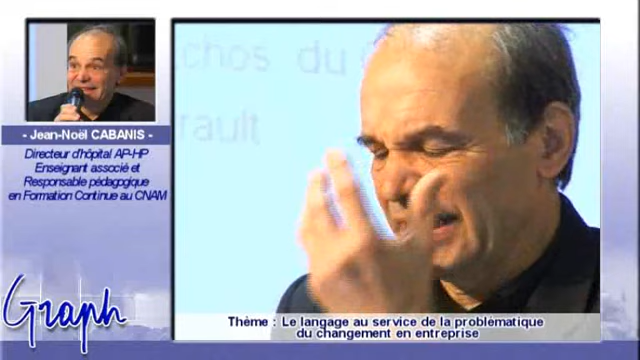 - Jean-Noël CABANIS -
Directeur d'hôpital AP-HP
Enseignant associé et
Responsable pédagogique
en Formation Continue au CNAM
chos du
rault
Graph
Thème : Le langage au service de la problématique
du changement en entreprise